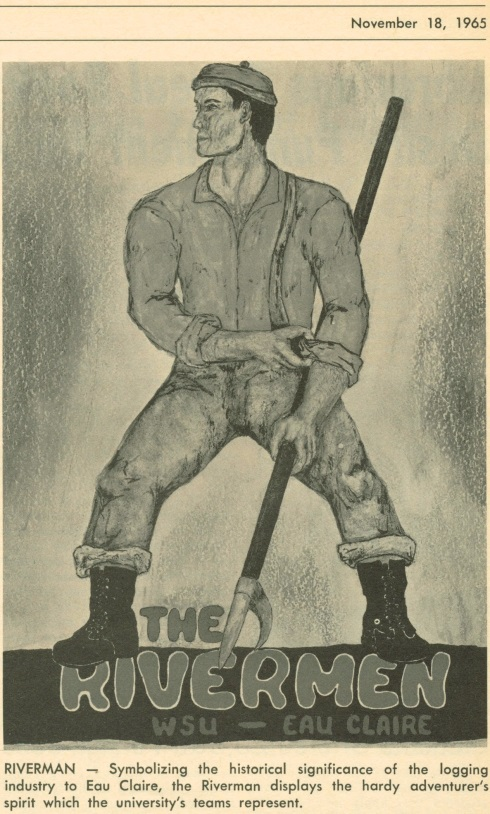 November 18, 1965
THE
RIVERMEN
WSU — EAU CLAIRE
RIVERMAN — Symbolizing the historical significance of the logging
industry to Eau Claire, the Riverman displays the hardy adventurer's
spirit which the university's teams represent.